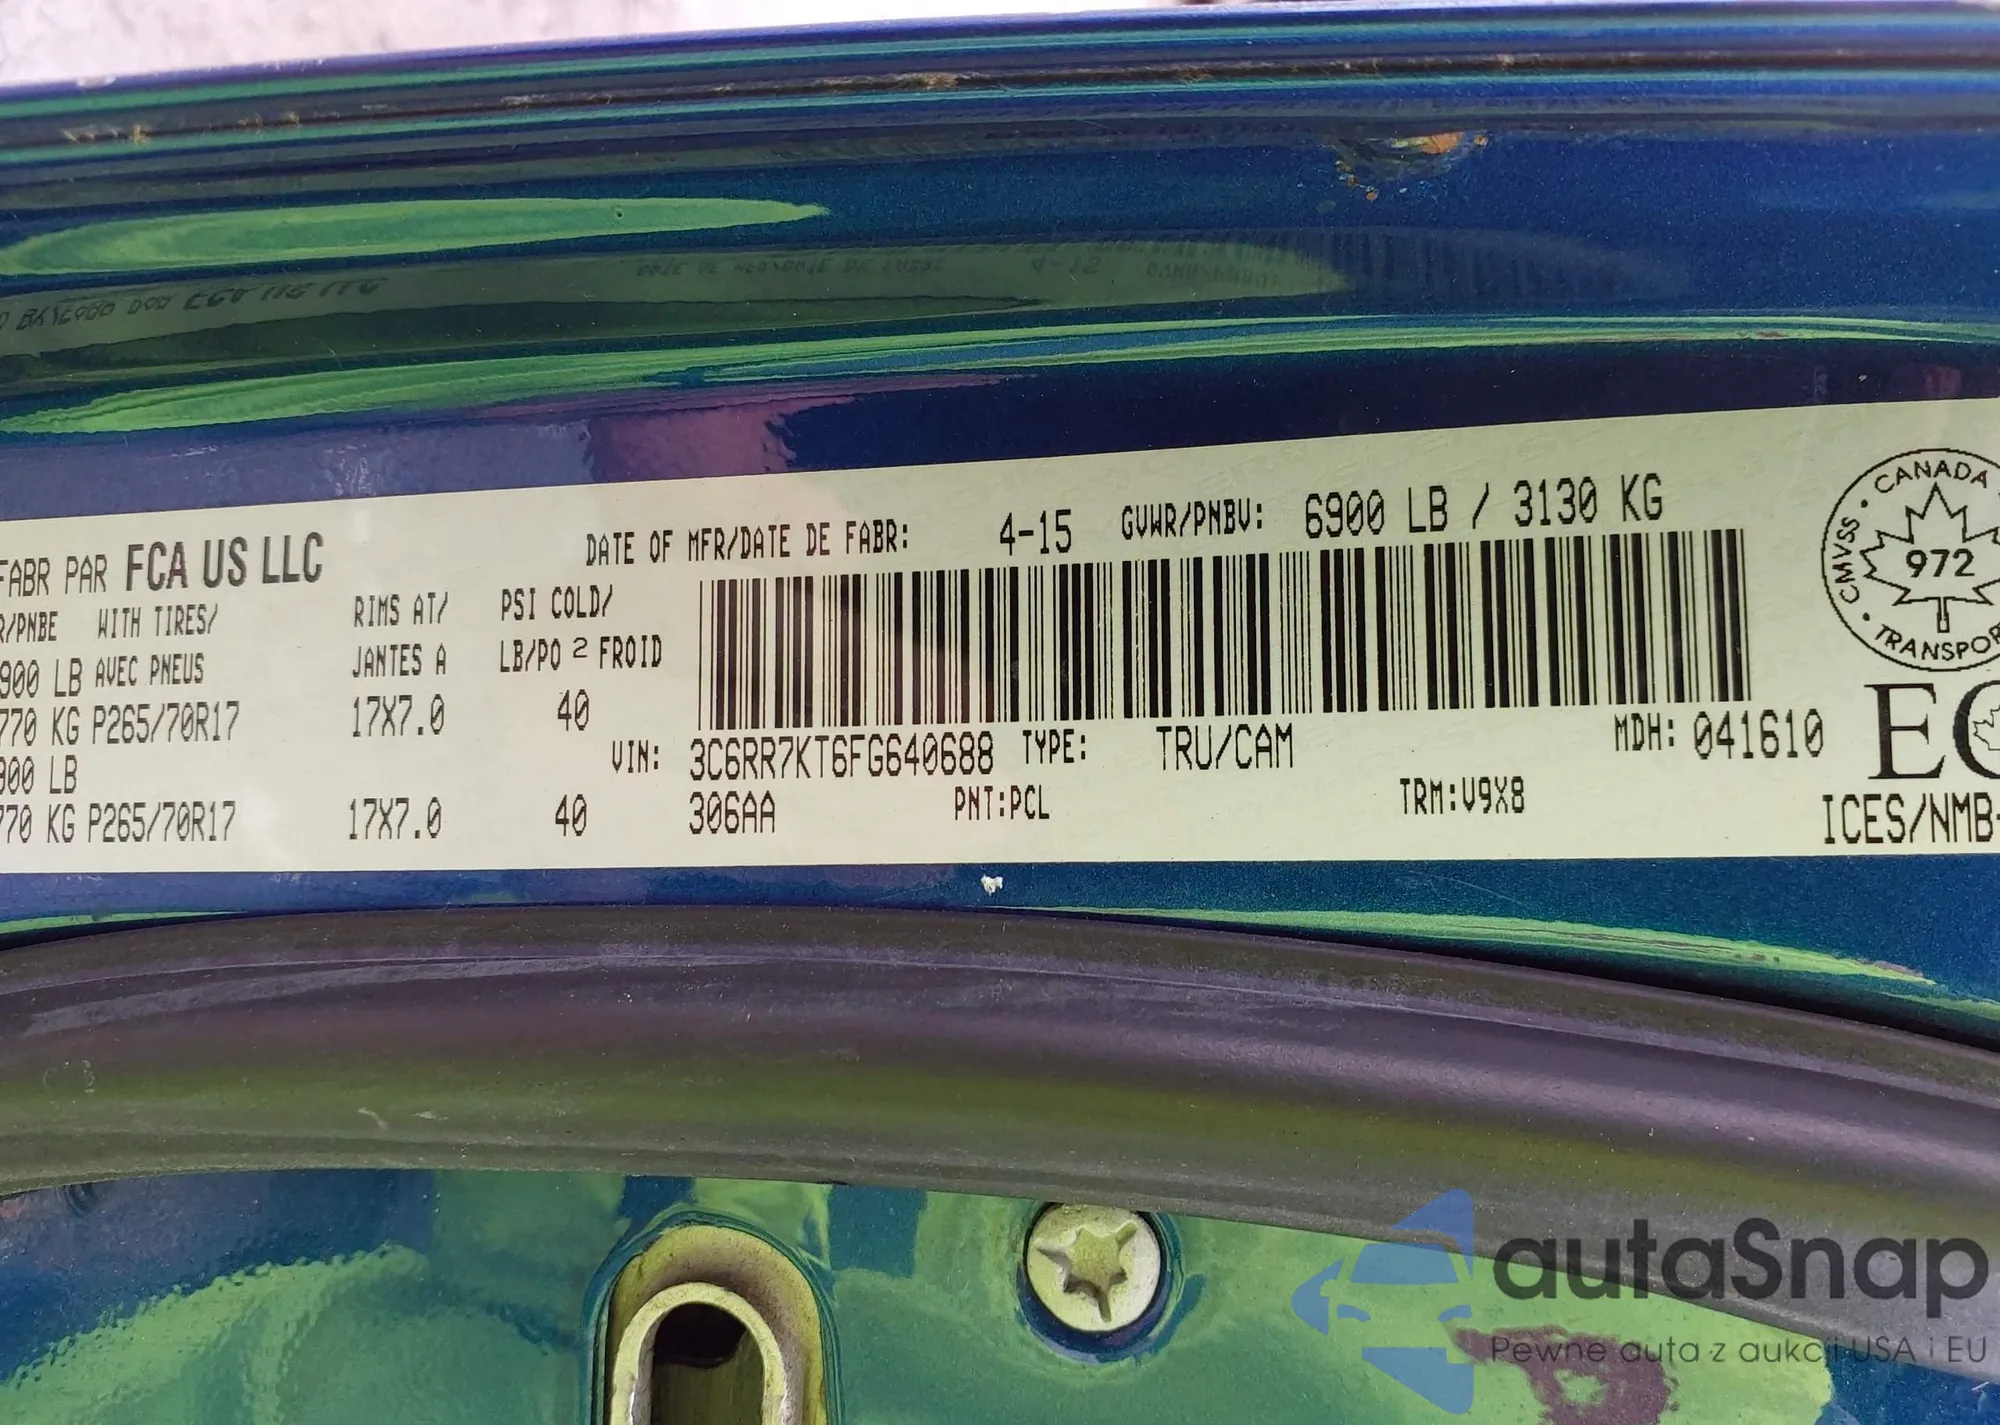 FABR PAR FCA US LLC
DATE OF MFR/DATE DE FABR: 4-15 GVWR/PNBV: 6900 LB / 3130 KG
R/PNBE WITH TIRES/ RIMS AT/ PSI COLD/
900 LB AVEC PNEUS JANTES A LB/PO 2 FROID
770 KG P265/70R17 17X7.0 40
900 LB
770 KG P265/70R17 17X7.0 40
VIN: 3C6RR7KT6FG640688 TYPE: TRU/CAM MDH: 041610
306AA PNT:PCL TRM:V9X8
CANADA
CMVSS
972
TRANSPOR
ICES/NMB-
autaSnap
Pewne auta z aukcji USA i EU